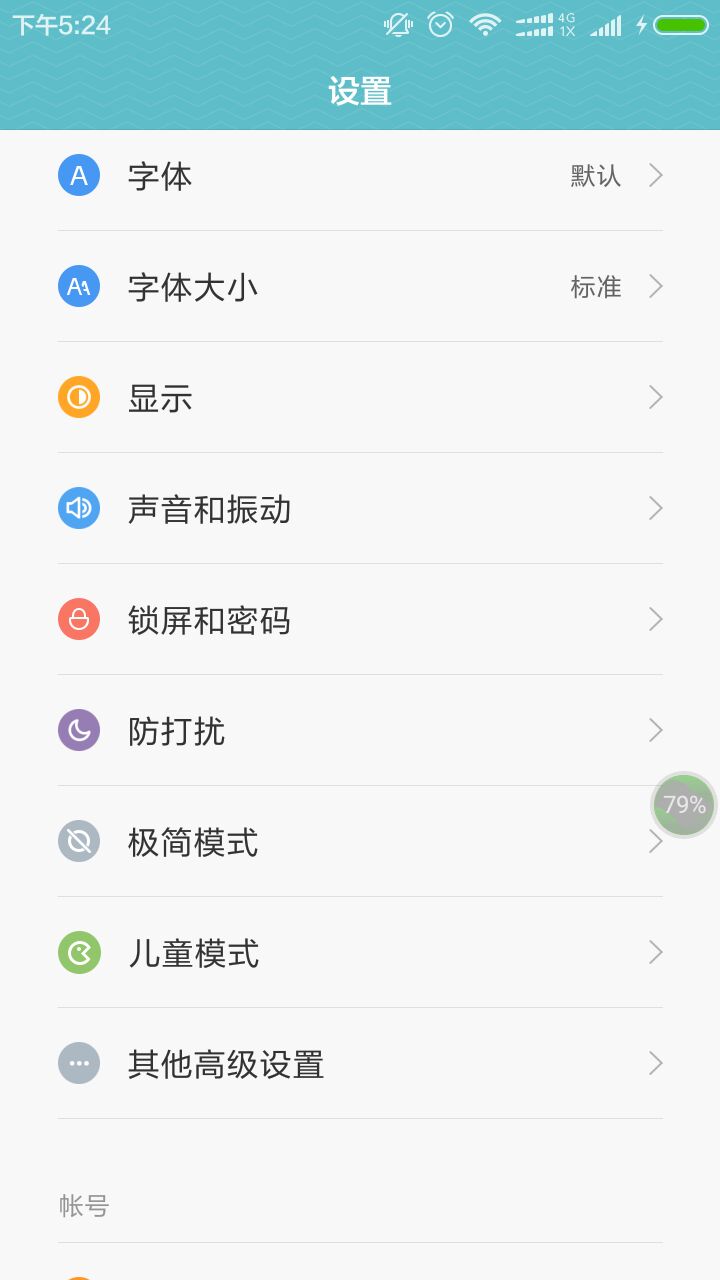 下午5:24
4G
1X
设置
A 字体 默认
AA 字体大小 标准
显示
声音和振动
锁屏和密码
防打扰
79%
极简模式
儿童模式
其他高级设置
帐号